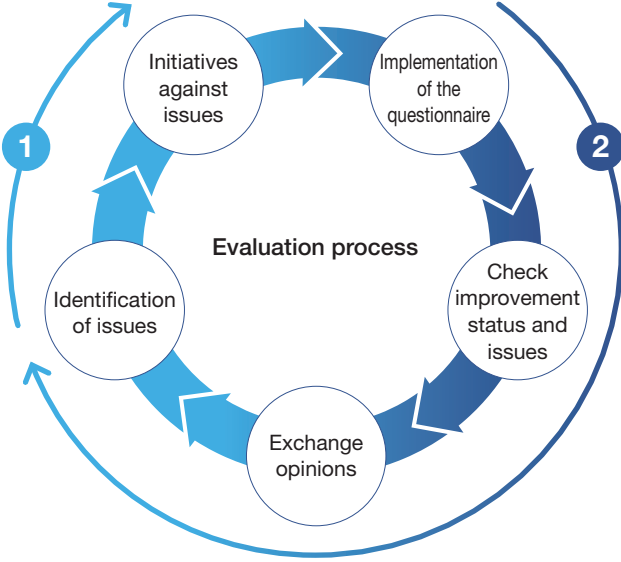 Initiatives
against
issues
Implementation
of the
questionnaire
1
2
Evaluation process
Identification
of issues
Check
improvement
status and
issues
Exchange
opinions